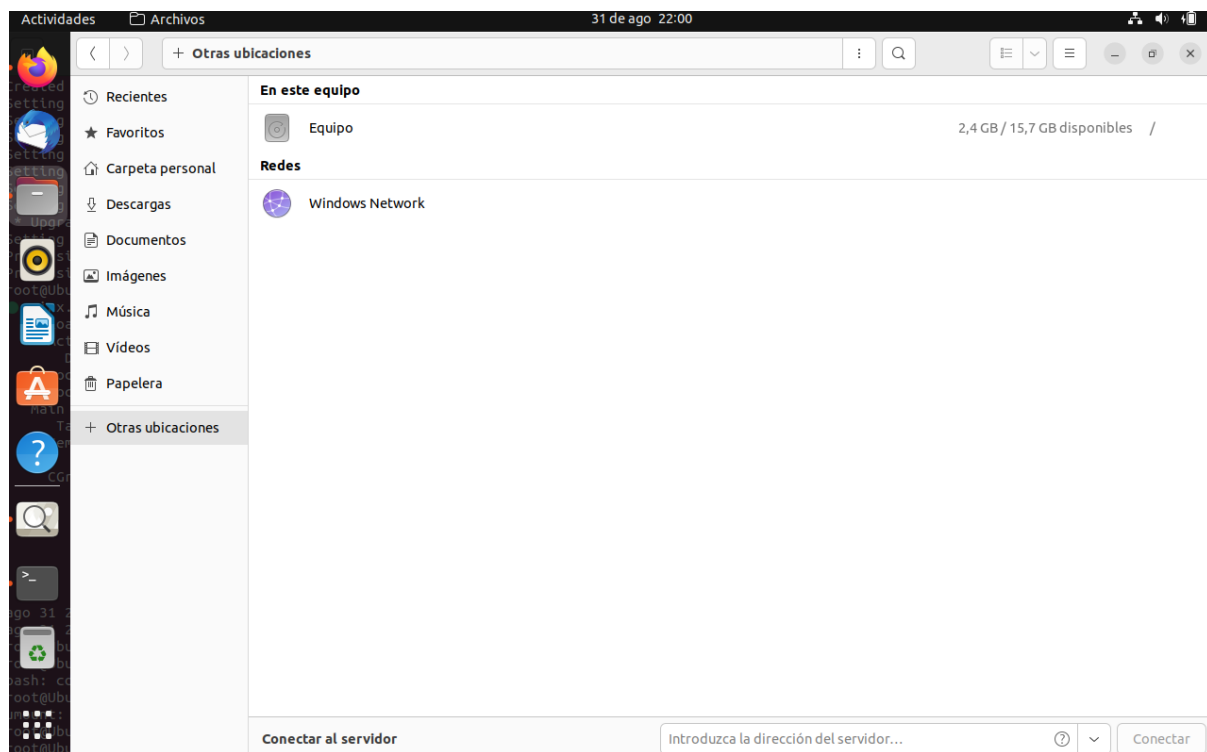 Actividades Archivos 31 de ago 22:00
Otras ubicaciones
Recientes
Favoritos
Carpeta personal
Descargas
Documentos
Imágenes
Música
Vídeos
Papelera
Otras ubicaciones
En este equipo
Equipo 2,4 GB / 15,7 GB disponibles /
Redes
Windows Network
Conectar al servidor Introduzca la dirección del servidor... Conectar